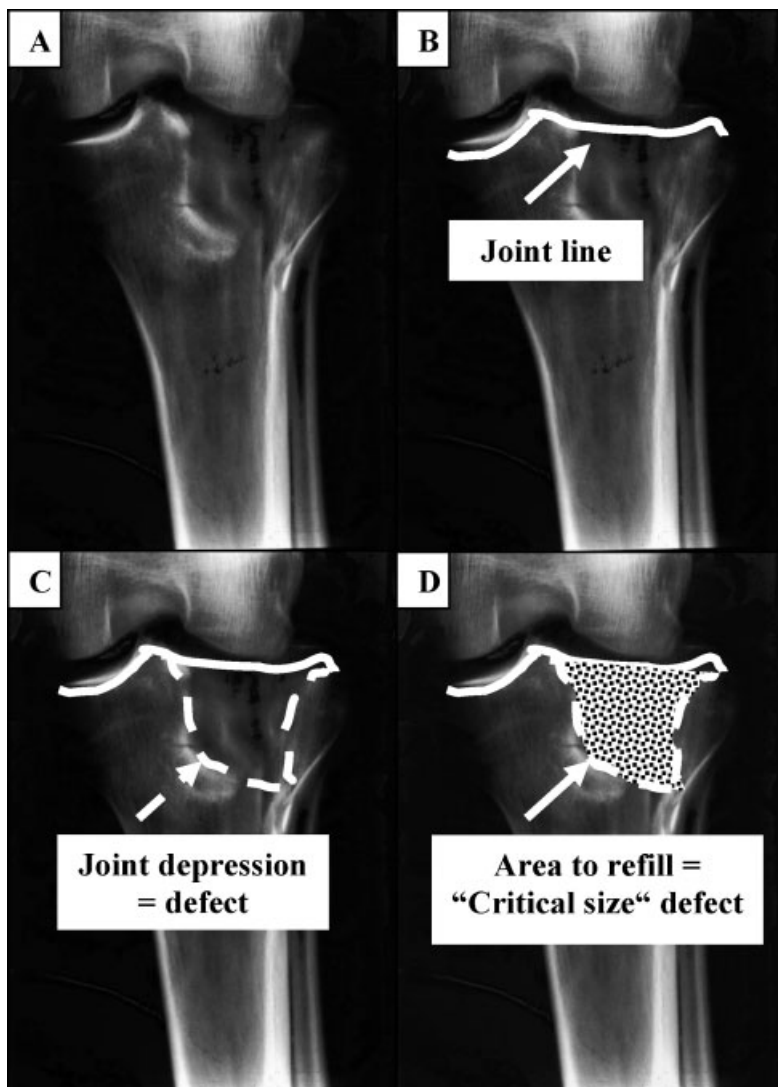 A
B
Joint line
C
D
Joint depression
= defect
Area to refill =
“Critical size“ defect